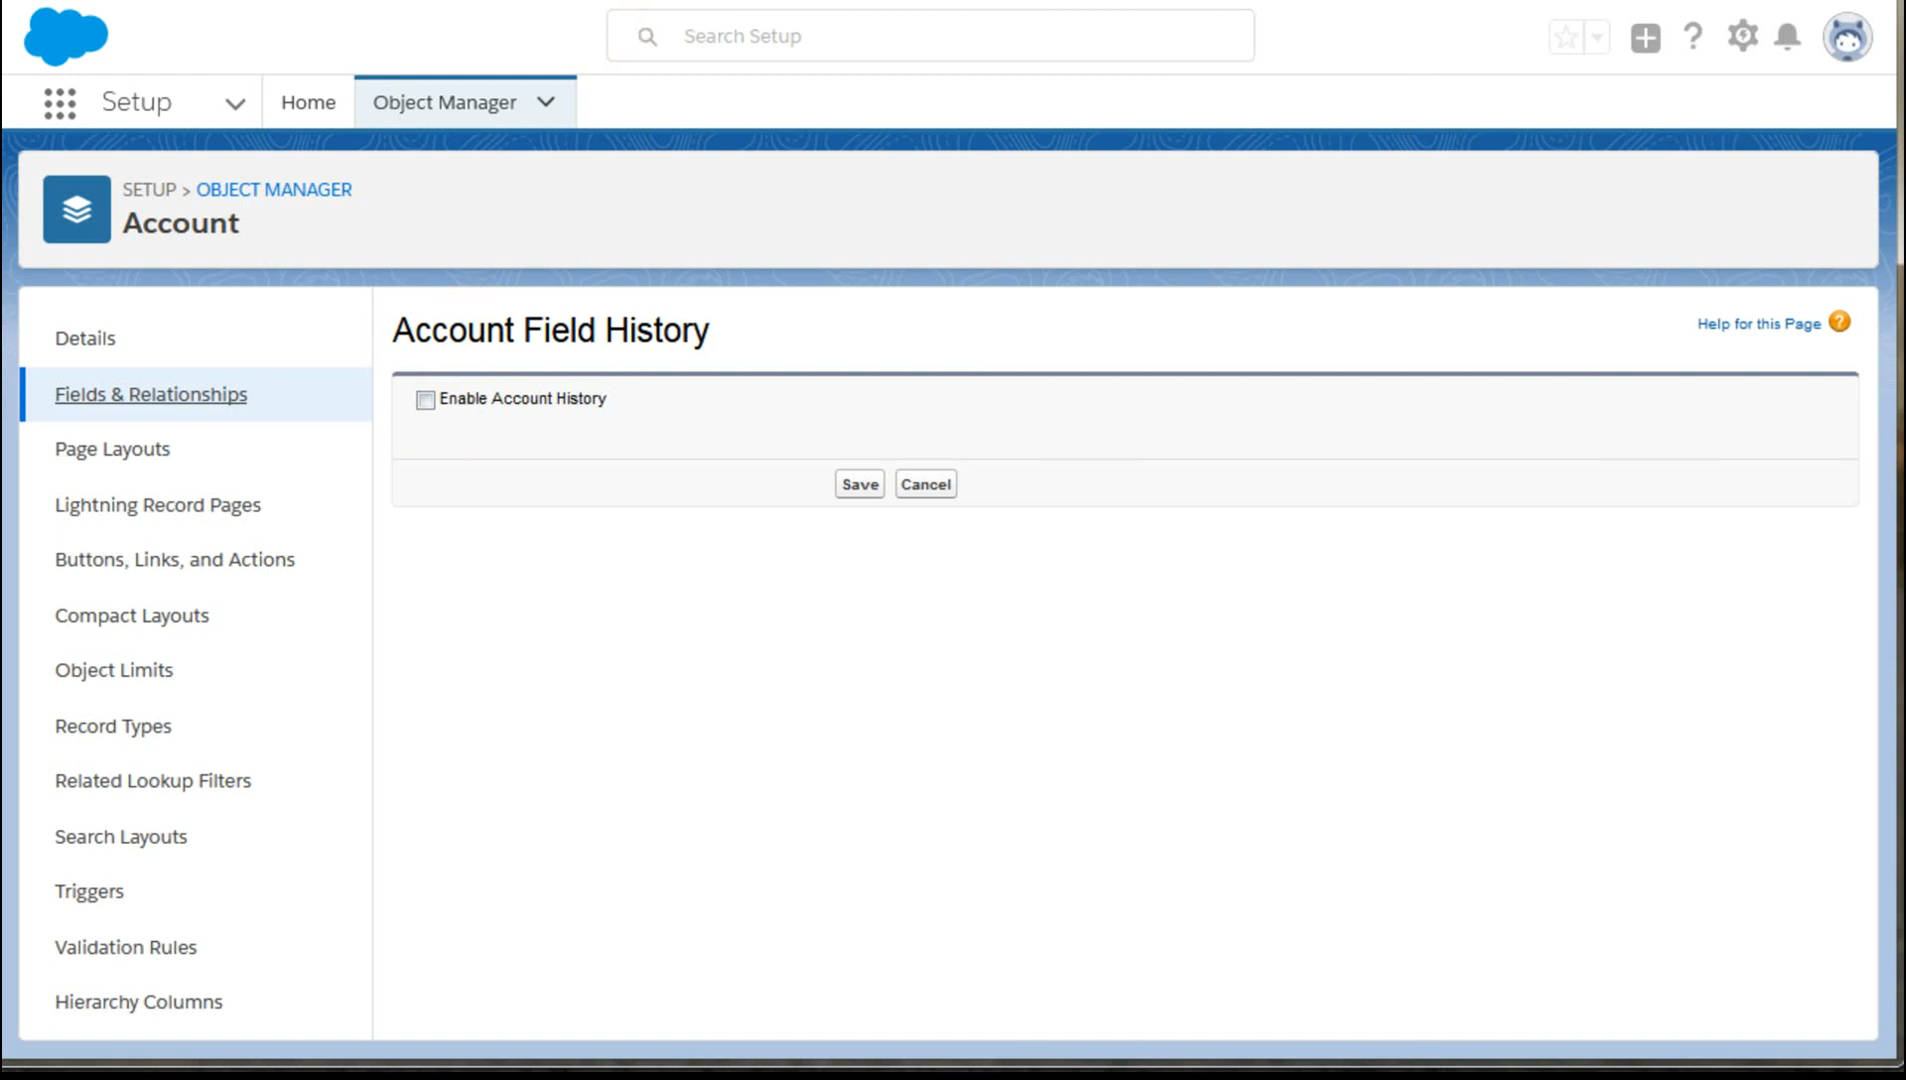 Search Setup
Setup
Home
Object Manager
SETUP > OBJECT MANAGER
Account
Details
Fields & Relationships
Page Layouts
Lightning Record Pages
Buttons, Links, and Actions
Compact Layouts
Object Limits
Record Types
Related Lookup Filters
Search Layouts
Triggers
Validation Rules
Hierarchy Columns
Account Field History
Help for this Page ?
Enable Account History
Save Cancel